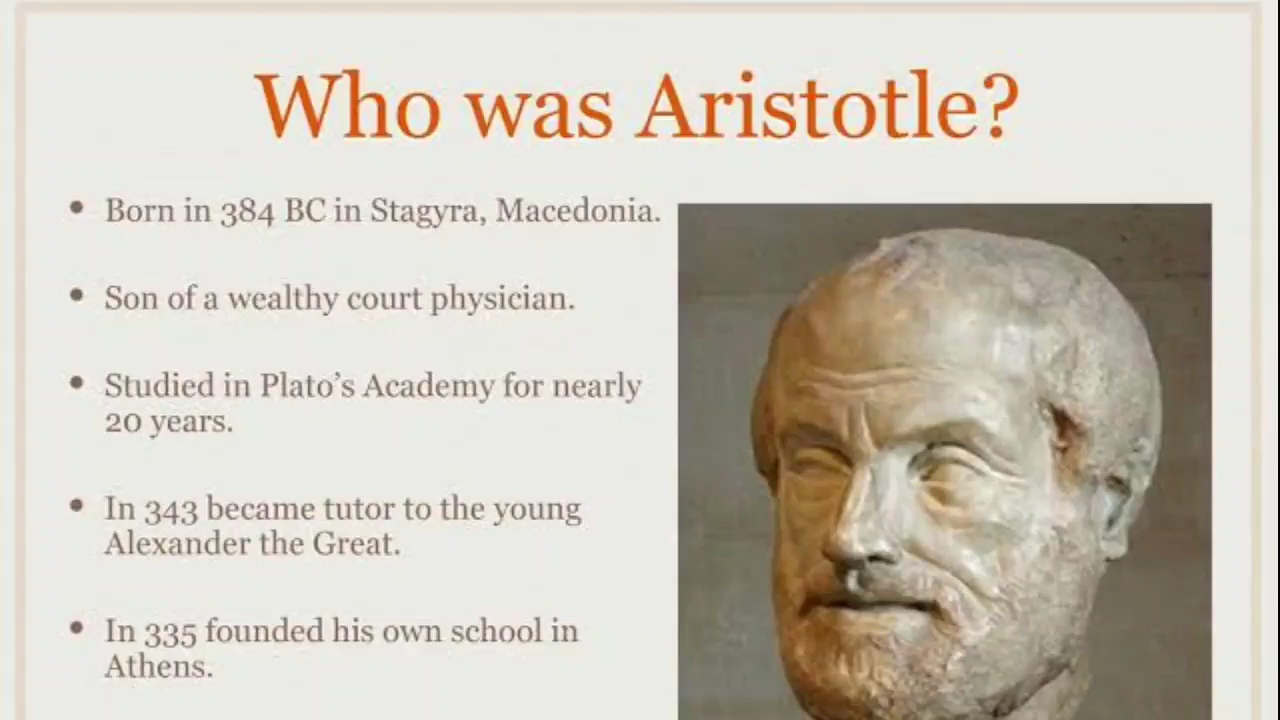 Who was Aristotle?
• Born in 384 BC in Stagyra, Macedonia.
• Son of a wealthy court physician.
• Studied in Plato’s Academy for nearly
20 years.
• In 343 became tutor to the young
Alexander the Great.
• In 335 founded his own school in
Athens.